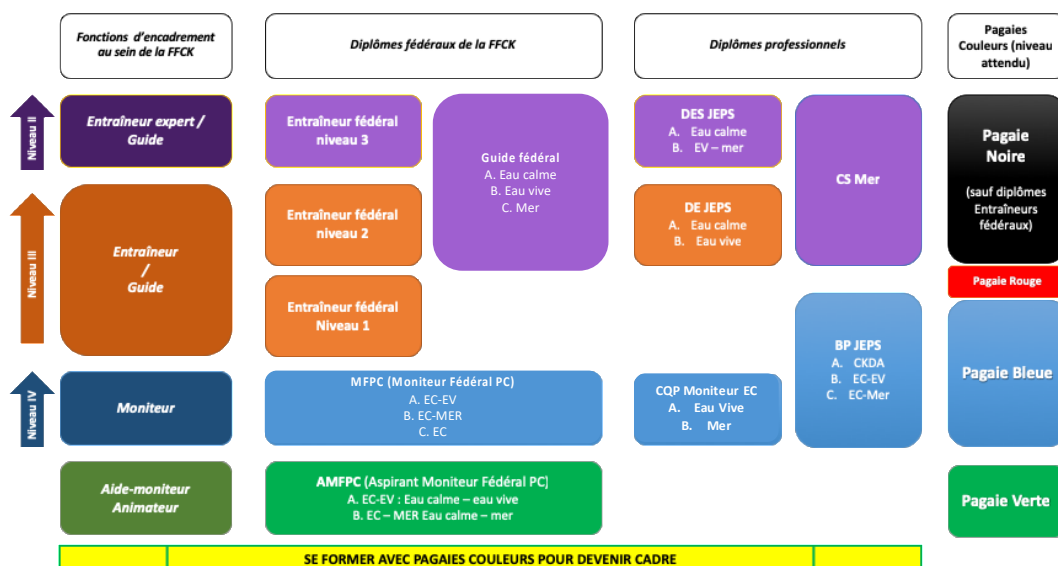 Fonctions d'encadrement
au sein de la FFCK
Diplômes fédéraux de la FFCK
Diplômes professionnels
Pagaies
Couleurs (niveau
attendu)
Niveau II
Entraîneur expert /
Guide
Entraîneur fédéral
niveau 3
Guide fédéral
A. Eau calme
B. Eau vive
C. Mer
DES JEPS
A. Eau calme
B. EV – mer
CS Mer
Pagaie
Noire
(sauf diplômes
Entraîneurs
fédéraux)
Niveau III
Entraîneur
/
Guide
Entraîneur fédéral
niveau 2
DE JEPS
A. Eau calme
B. Eau vive
Pagaie Rouge
Entraîneur fédéral
Niveau 1
BP JEPS
A. CKDA
B. EC-EV
C. EC-Mer
Pagaie Bleue
Niveau IV
Moniteur
MFPC (Moniteur Fédéral PC)
A. EC-EV
B. EC-MER
C. EC
CQP Moniteur EC
A. Eau Vive
B. Mer
Aide-moniteur
Animateur
AMFPC (Aspirant Moniteur Fédéral PC)
A. EC-EV : Eau calme – eau vive
B. EC – MER Eau calme – mer
Pagaie Verte
SE FORMER AVEC PAGAIES COULEURS POUR DEVENIR CADRE